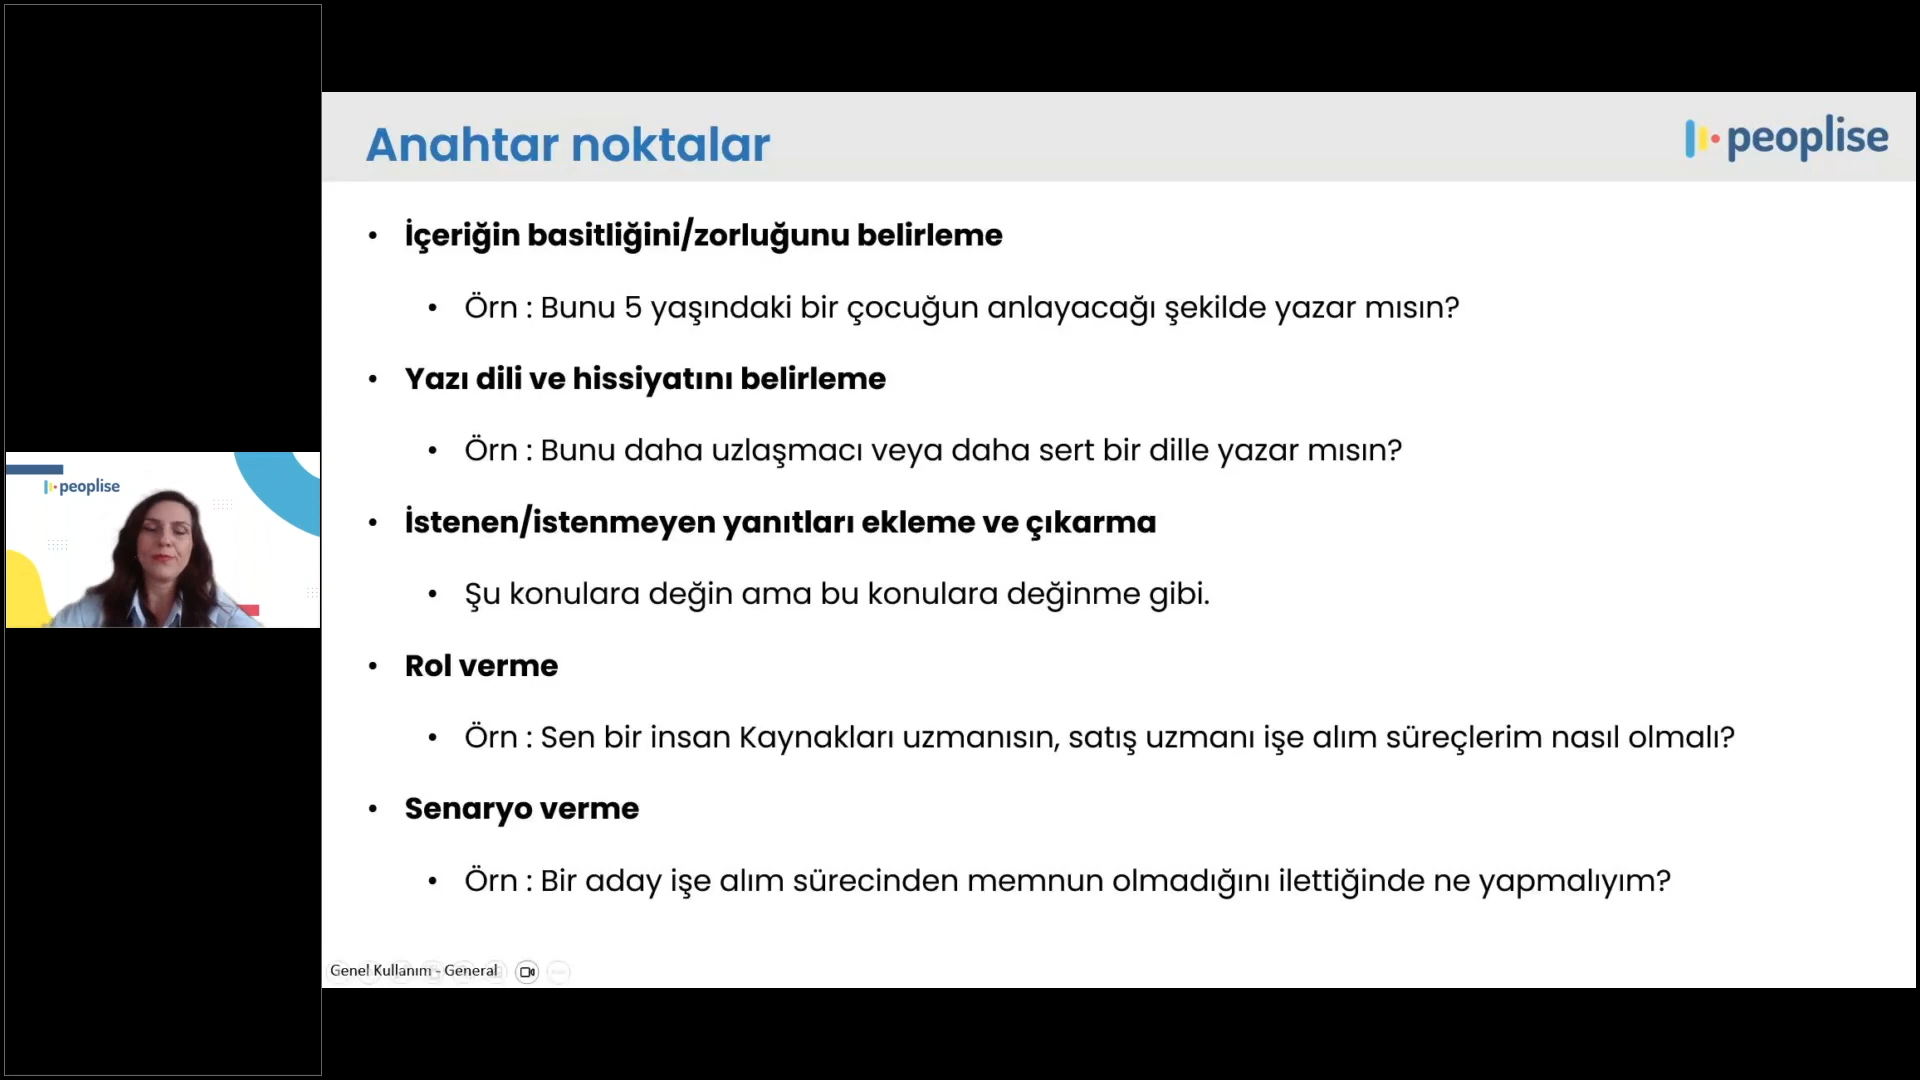 Anahtar noktalar
peoplise
• İçeriğin basitliğini/zorluğunu belirleme
• Örn : Bunu 5 yaşındaki bir çocuğun anlayacağı şekilde yazar mısın?
• Yazı dili ve hissiyatını belirleme
• Örn : Bunu daha uzlaşmacı veya daha sert bir dille yazar mısın?
• İstenen/istenmeyen yanıtları ekleme ve çıkarma
• Şu konulara değin ama bu konulara değinme gibi.
• Rol verme
• Örn : Sen bir insan Kaynakları uzmanısın, satış uzmanı işe alım süreçlerim nasıl olmalı?
• Senaryo verme
• Örn : Bir aday işe alım sürecinden memnun olmadığını ilettiğinde ne yapmalıyım?
Genel Kullanım - General
peoplise